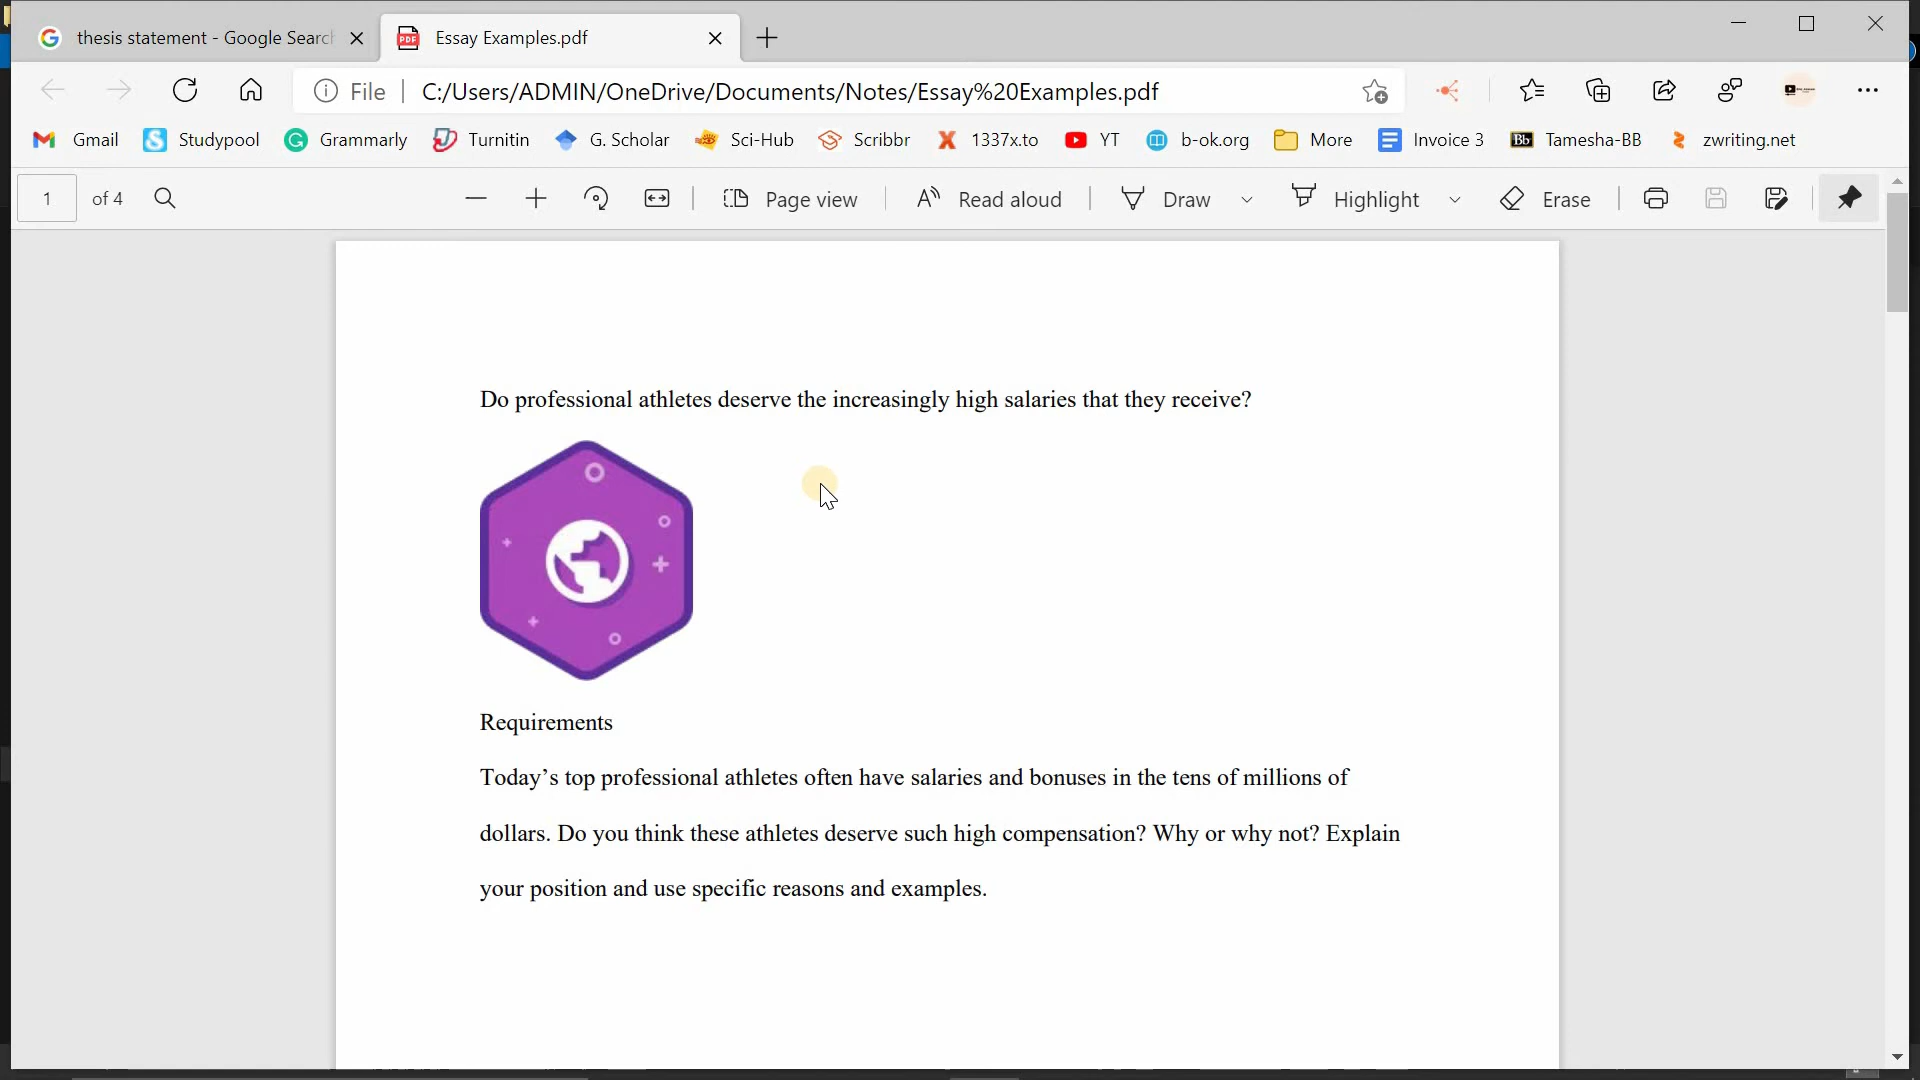 thesis statement - Google Searc
Essay Examples.pdf
File
C:/Users/ADMIN/OneDrive/Documents/Notes/Essay%20Examples.pdf
Gmail
Studypool
Grammarly
Turnitin
G. Scholar
Sci-Hub
Scribbr
1337x.to
YT
b-ok.org
More
Invoice 3
Bb
Tamesha-BB
zwriting.net
1
of 4
Page view
Read aloud
Draw
Highlight
Erase
Do professional athletes deserve the increasingly high salaries that they receive?
Requirements
Today’s top professional athletes often have salaries and bonuses in the tens of millions of
dollars. Do you think these athletes deserve such high compensation? Why or why not? Explain
your position and use specific reasons and examples.